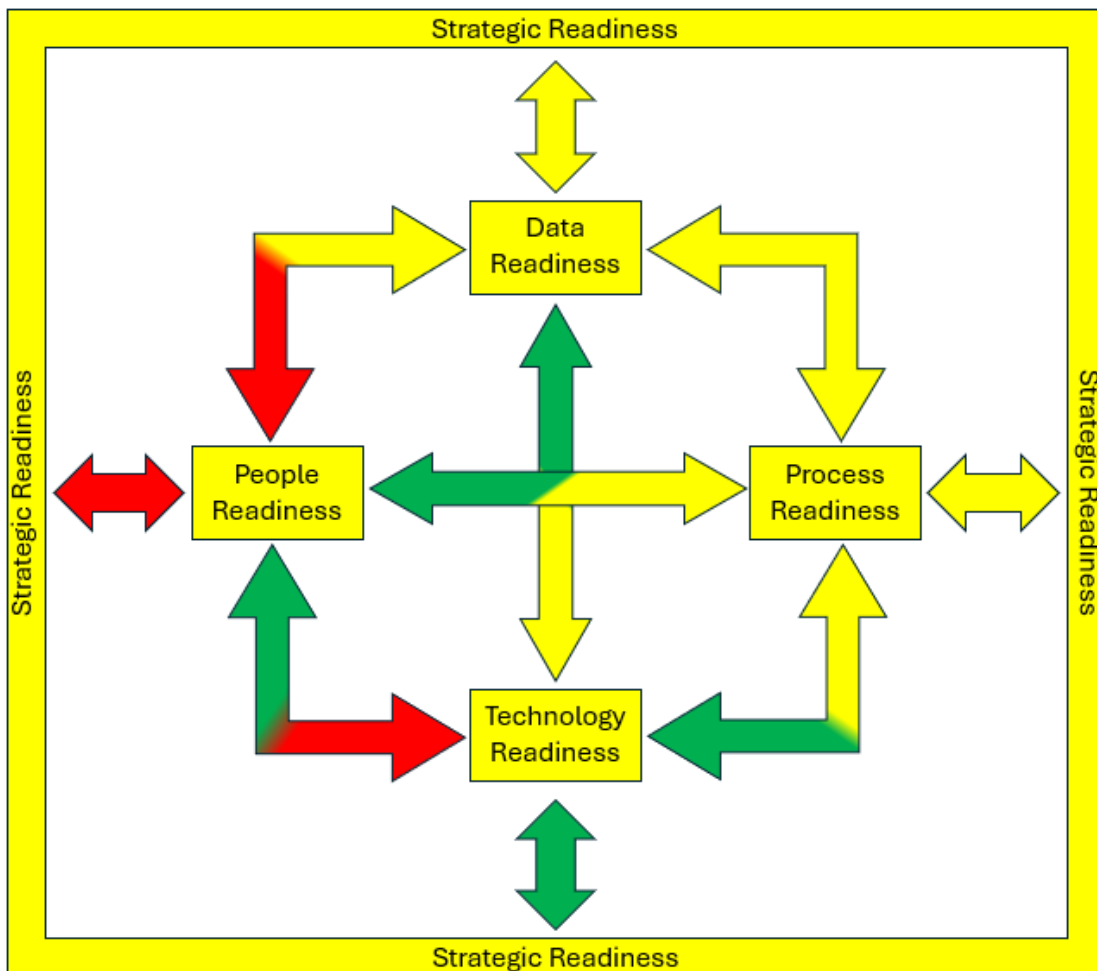 Strategic Readiness
Data
Readiness
Strategic Readiness
People
Readiness
Process
Readiness
Strategic Readiness
Technology
Readiness
Strategic Readiness